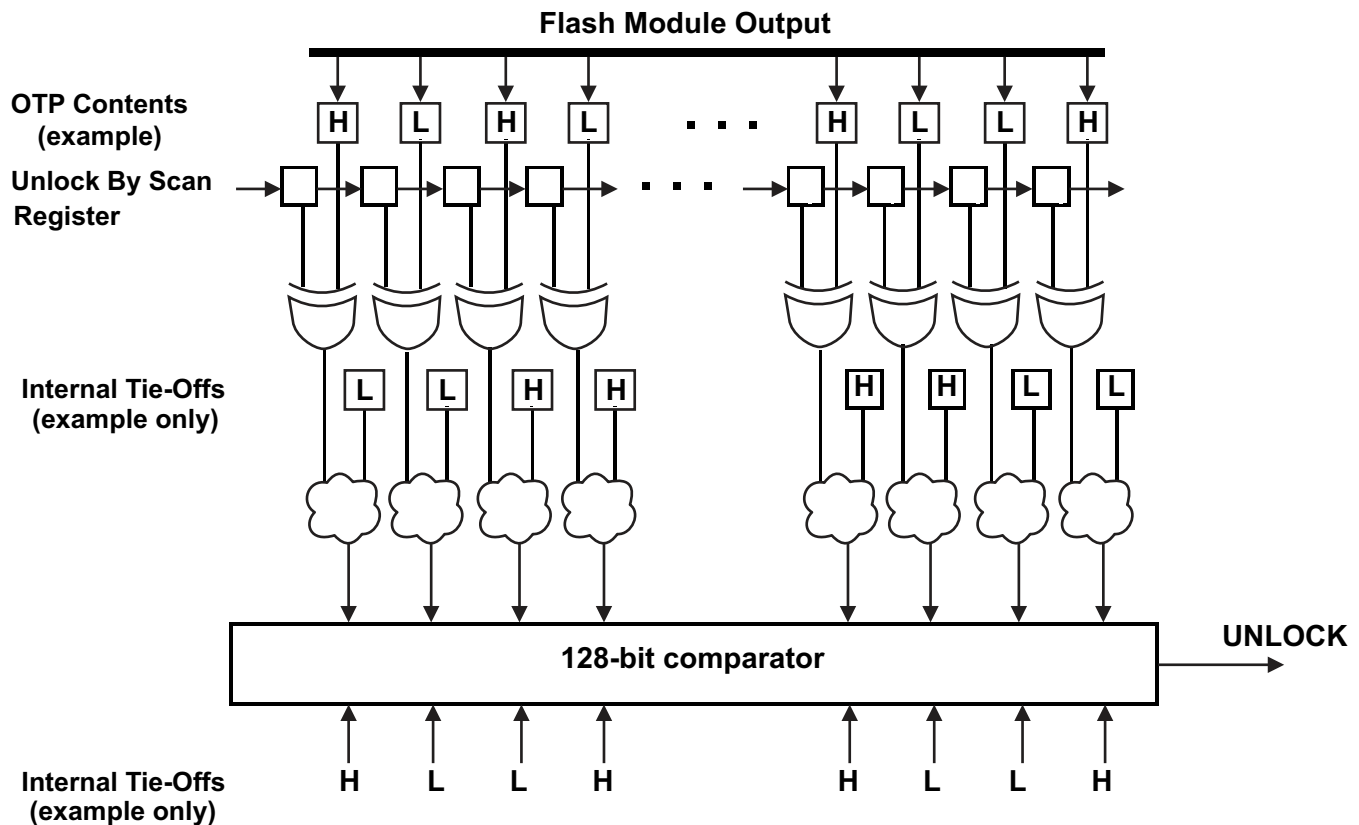 Flash Module Output
OTP Contents
(example)
H L H L . . . H L L H
Unlock By Scan
Register
. . .
Internal Tie-Offs
(example only)
L L H H H H L L
128-bit comparator
UNLOCK
H L L H H L L H
Internal Tie-Offs
(example only)